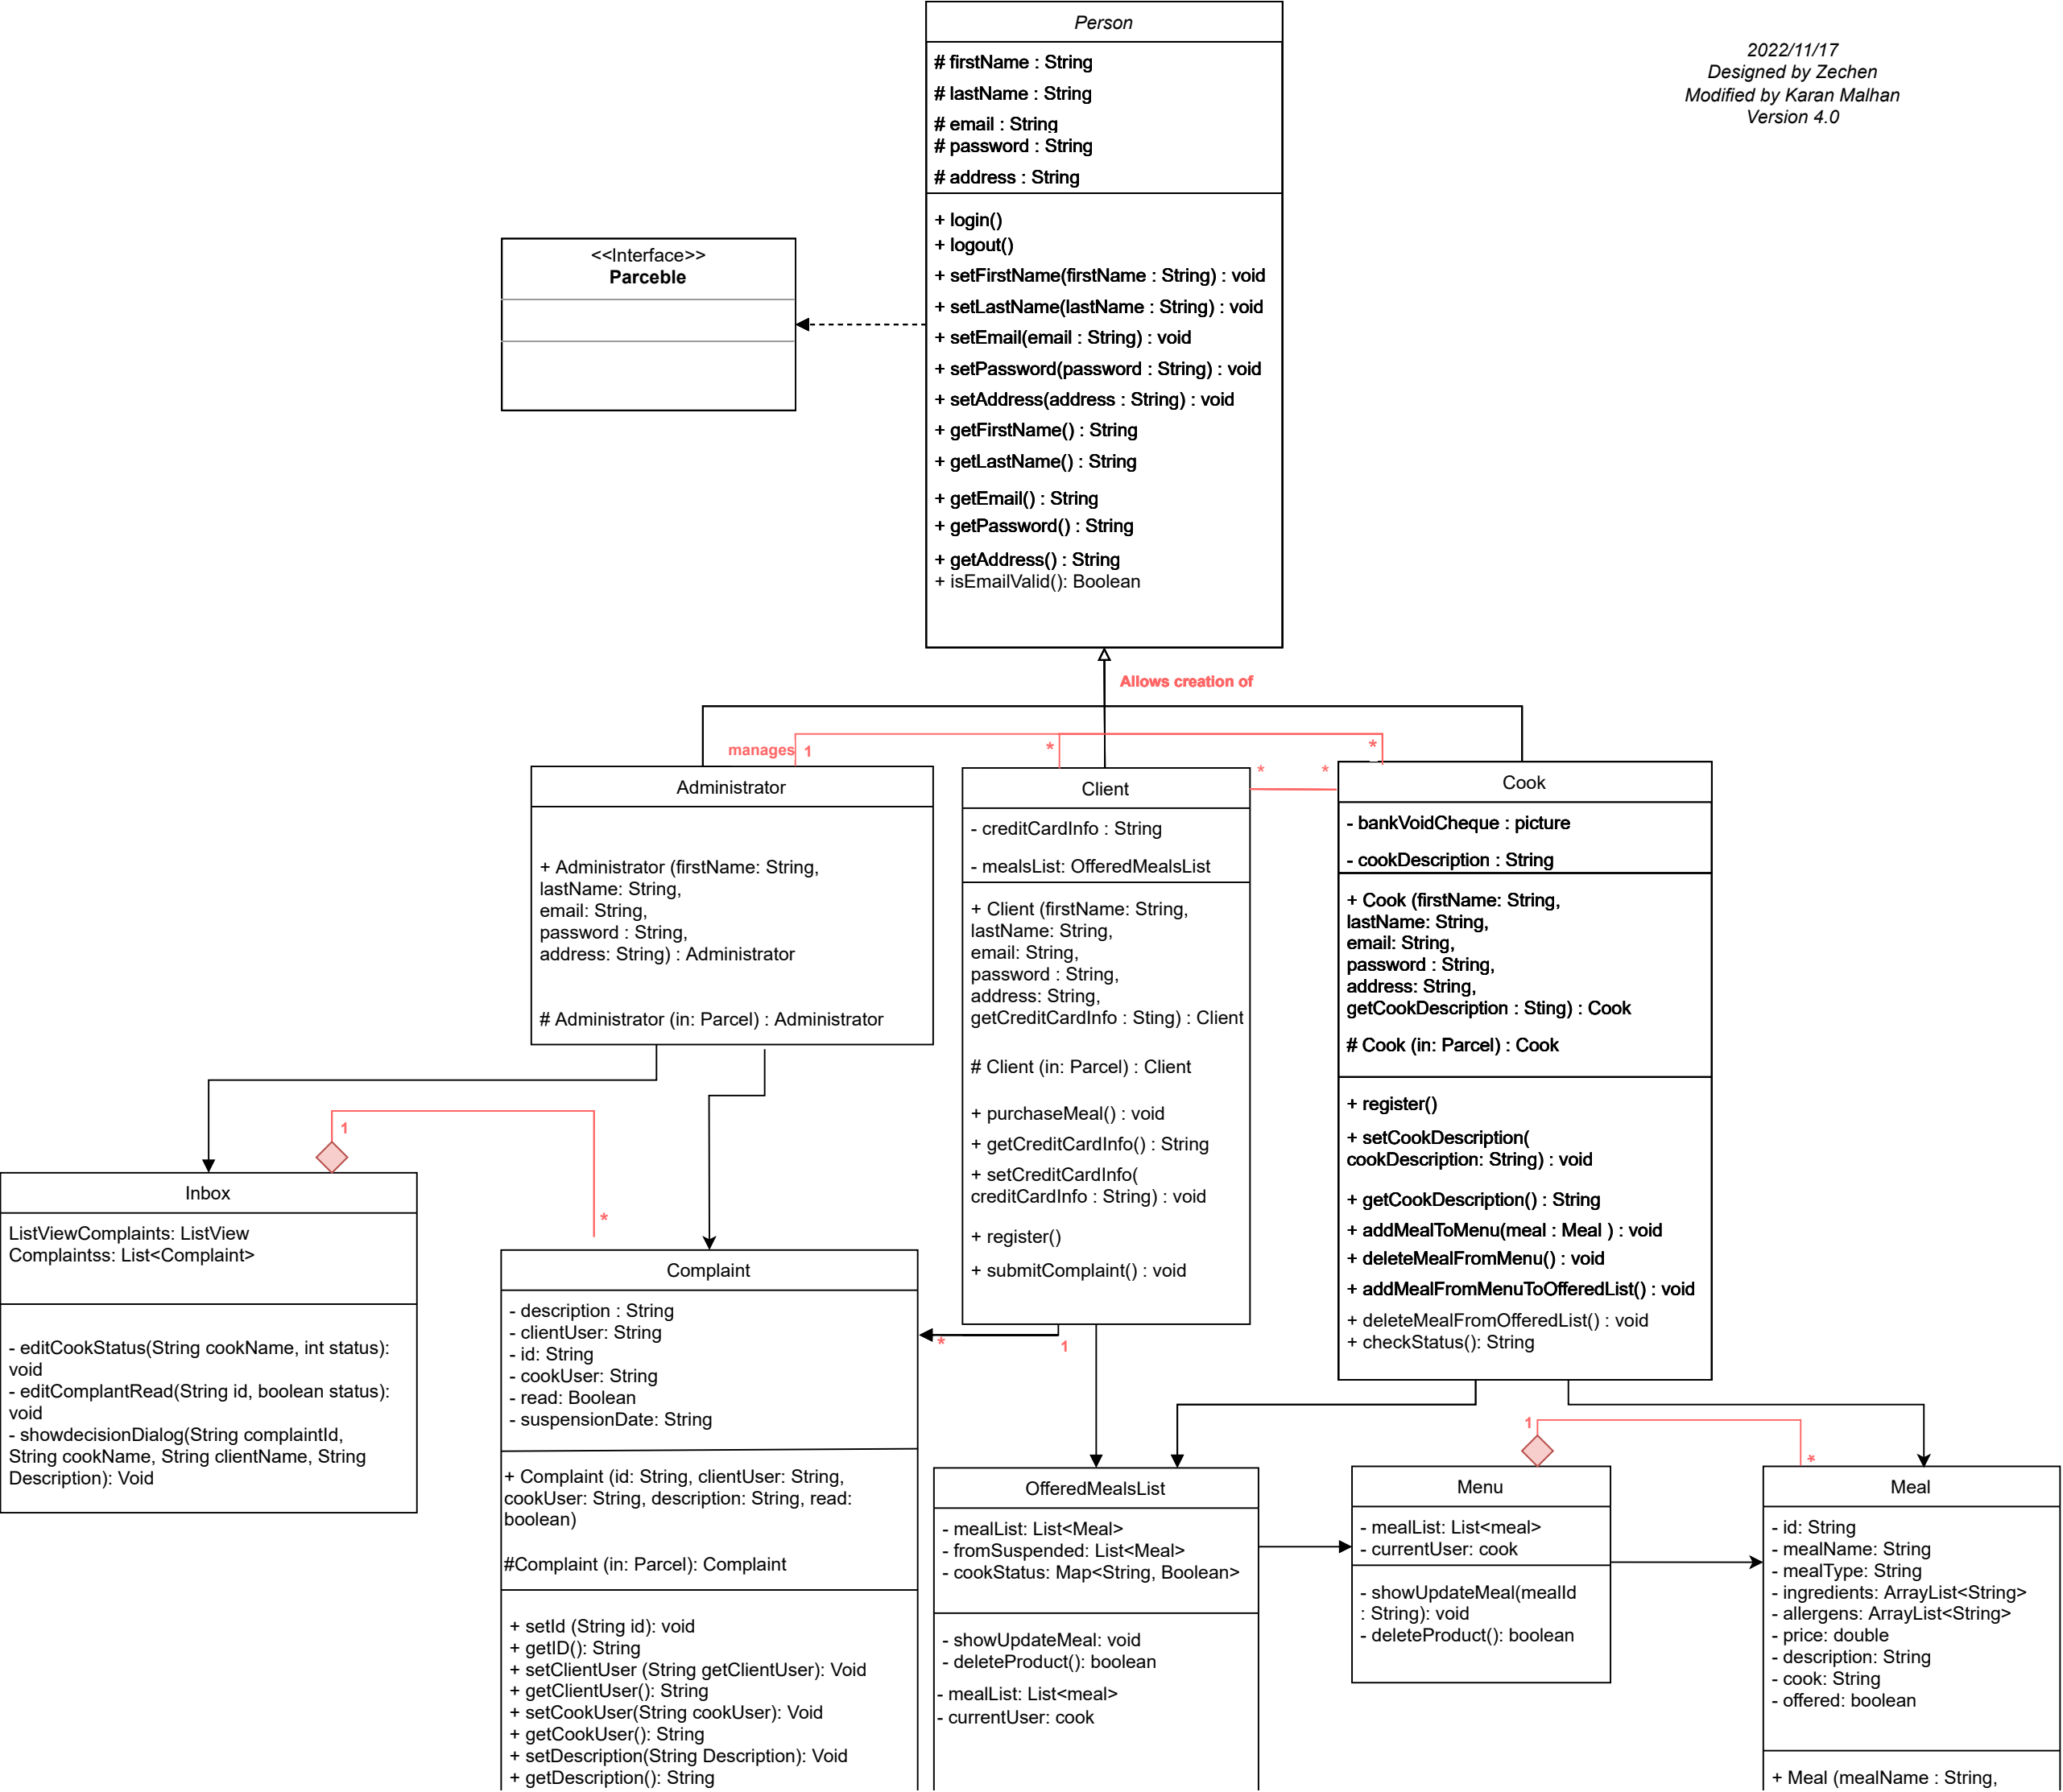 Person
# firstName : String
# lastName : String
# email : String
# password : String
# address : String
+ login()
+ logout()
+ setFirstName(firstName : String) : void
+ setLastName(lastName : String) : void
+ setEmail(email : String) : void
+ setPassword(password : String) : void
+ setAddress(address : String) : void
+ getFirstName() : String
+ getLastName() : String
+ getEmail() : String
+ getPassword() : String
+ getAddress() : String
+ isEmailValid(): Boolean
2022/11/17
Designed by Zechen
Modified by Karan Malhan
Version 4.0
<<Interface>>
Parceble
Allows creation of
manages
1
*
*
*
*
Administrator
+ Administrator (firstName: String,
lastName: String,
email: String,
password : String,
address: String) : Administrator
# Administrator (in: Parcel) : Administrator
Client
- creditCardInfo : String
- mealsList: OfferedMealsList
+ Client (firstName: String,
lastName: String,
email: String,
password : String,
address: String,
getCreditCardInfo : Sting) : Client
# Client (in: Parcel) : Client
+ purchaseMeal() : void
+ getCreditCardInfo() : String
+ setCreditCardInfo(
creditCardInfo : String) : void
+ register()
+ submitComplaint() : void
Cook
- bankVoidCheque : picture
- cookDescription : String
+ Cook (firstName: String,
lastName: String,
email: String,
password : String,
address: String,
getCookDescription : Sting) : Cook
# Cook (in: Parcel) : Cook
+ register()
+ setCookDescription(
cookDescription: String) : void
+ getCookDescription() : String
+ addMealToMenu(meal : Meal ) : void
+ deleteMealFromMenu() : void
+ addMealFromMenuToOfferedList() : void
+ deleteMealFromOfferedList() : void
+ checkStatus(): String
1
*
Inbox
ListViewComplaints: ListView
Complaintss: List<Complaint>
- editCookStatus(String cookName, int status):
void
- editComplantRead(String id, boolean status):
void
- showdecisionDialog(String complaintId,
String cookName, String clientName, String
Description): Void
Complaint
- description : String
- clientUser: String
- id: String
- cookUser: String
- read: Boolean
- suspensionDate: String
+ Complaint (id: String, clientUser: String,
cookUser: String, description: String, read:
boolean)
#Complaint (in: Parcel): Complaint
+ setId (String id): void
+ getID(): String
+ setClientUser (String getClientUser): Void
+ getClientUser(): String
+ setCookUser(String cookUser): Void
+ getCookUser(): String
+ setDescription(String Description): Void
+ getDescription(): String
*
1
OfferedMealsList
- mealList: List<Meal>
- fromSuspended: List<Meal>
- cookStatus: Map<String, Boolean>
- showUpdateMeal: void
- deleteProduct(): boolean
- mealList: List<meal>
- currentUser: cook
1
*
Menu
- mealList: List<meal>
- currentUser: cook
- showUpdateMeal(mealId
: String): void
- deleteProduct(): boolean
Meal
- id: String
- mealName: String
- mealType: String
- ingredients: ArrayList<String>
- allergens: ArrayList<String>
- price: double
- description: String
- cook: String
- offered: boolean
+ Meal (mealName : String,